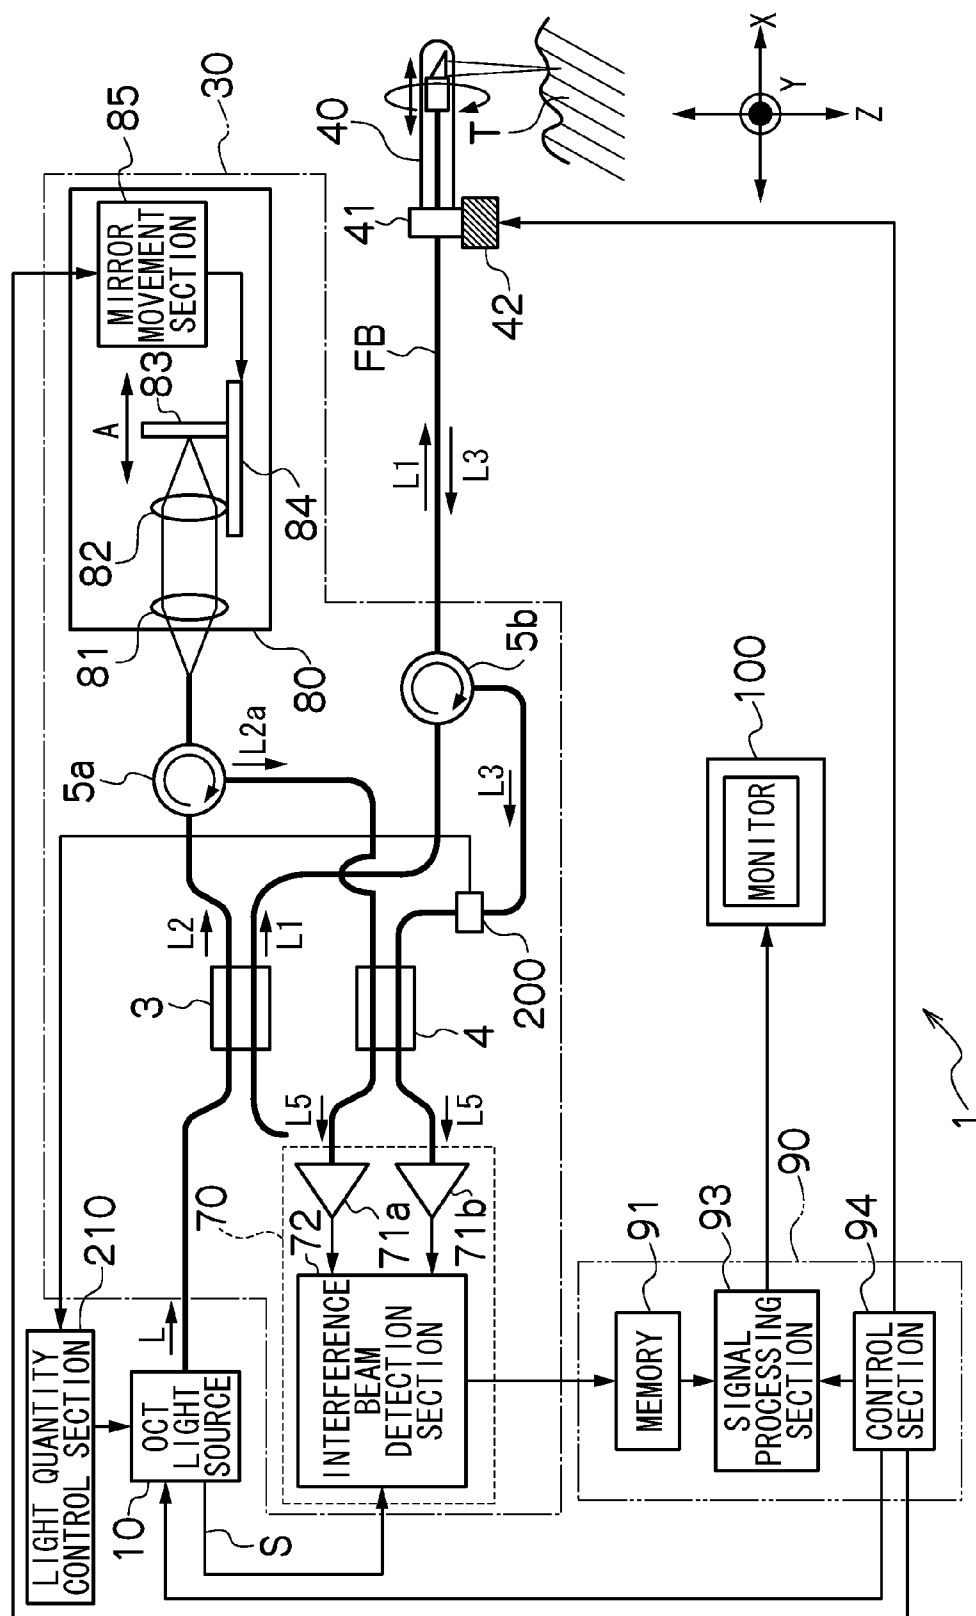 30
85
MIRROR
MOVEMENT
SECTION
A
83
82
84
81
80
5a
L2a
L2
3
L1
L
210
LIGHT QUANTITY
CONTROL SECTION
OCT
LIGHT
SOURCE
10
S
40
41
42
T
X
Y
Z
FB
L1
L3
5b
L3
200
4
L5
L5
70
72
71a
71b
INTERFERENCE
BEAM
DETECTION
SECTION
100
MONITOR
1
90
91
93
94
MEMORY
SIGNAL
PROCESSING
SECTION
CONTROL
SECTION